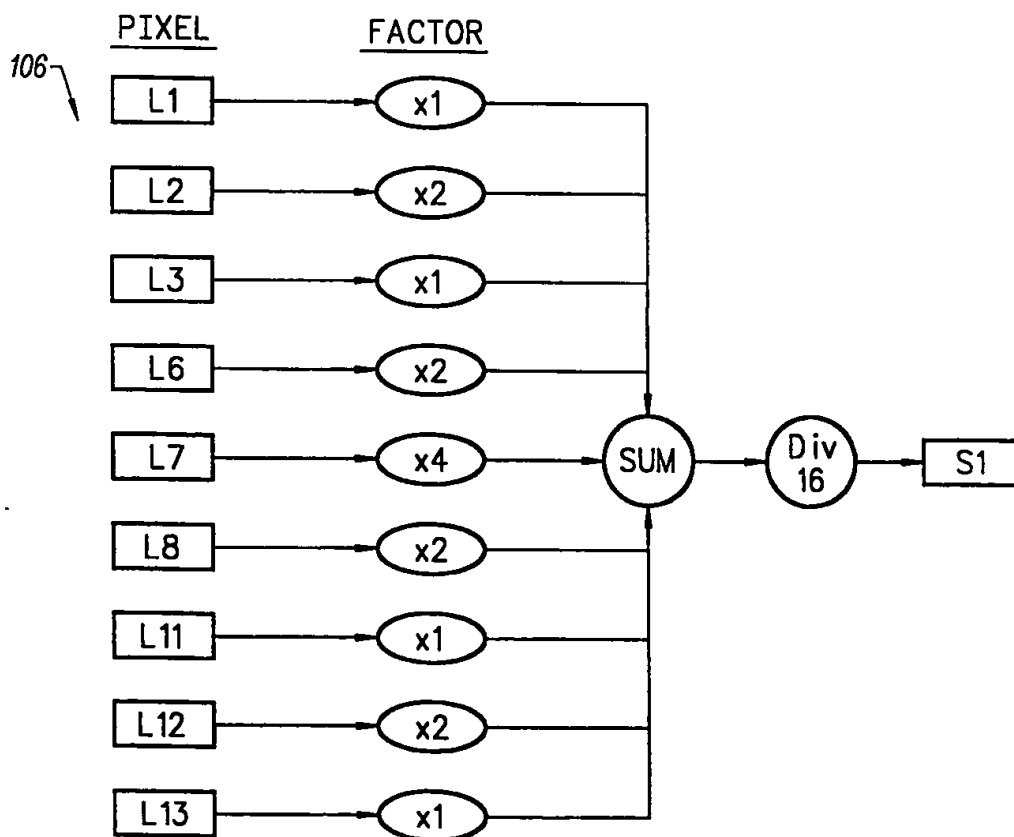 PIXEL FACTOR
106
L1 x1
L2 x2
L3 x1
L6 x2
L7 x4 SUM Div 16 S1
L8 x2
L11 x1
L12 x2
L13 x1